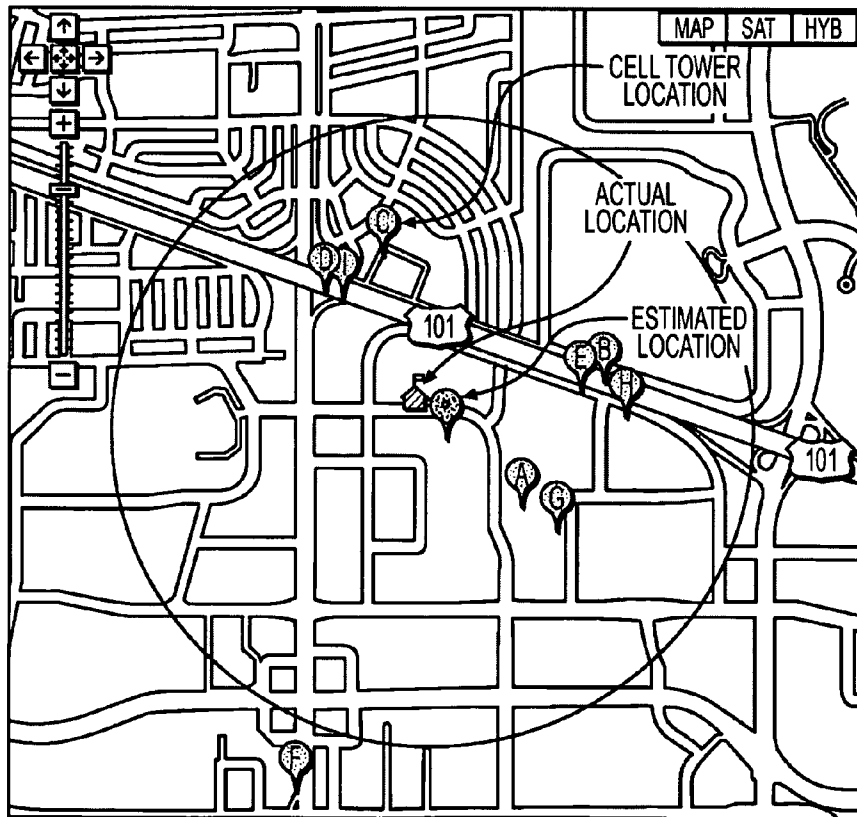 MAP SAT HYB
CELL TOWER
LOCATION
ACTUAL
LOCATION
C
D
101
ESTIMATED
LOCATION
E B
H
101
A
G
F